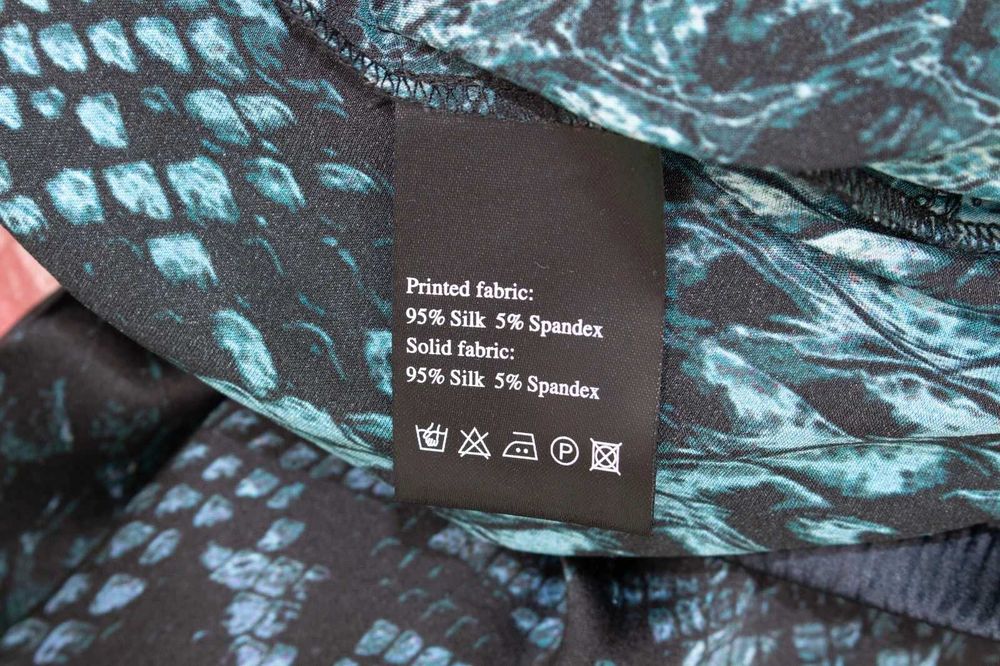 Printed fabric:
95% Silk 5% Spandex
Solid fabric:
95% Silk 5% Spandex
P